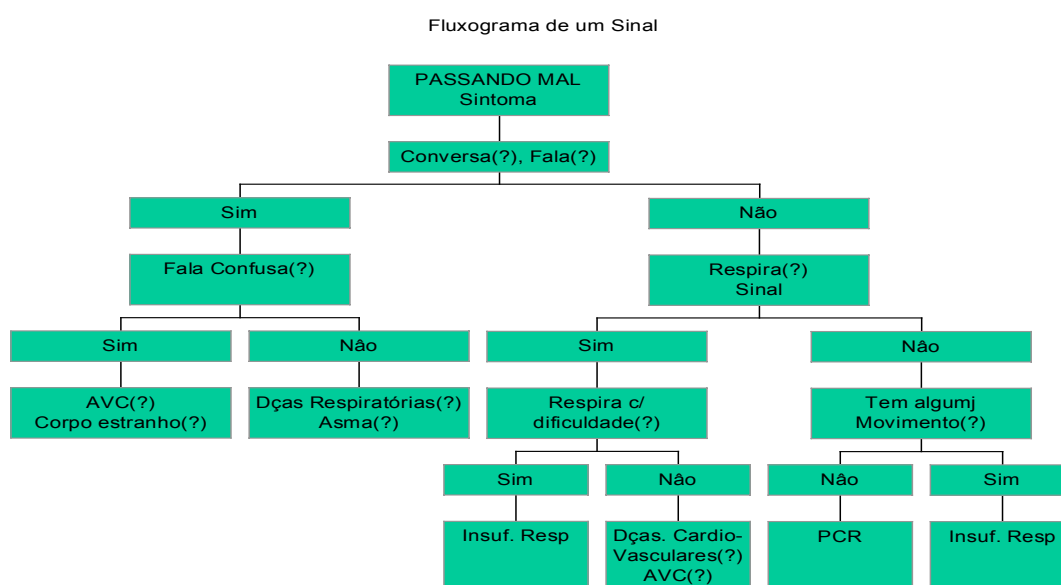 Fluxograma de um Sinal
PASSANDO MAL
Sintoma
Conversa(?), Fala(?)
Sim
Não
Fala Confusa(?)
Respira(?)
Sinal
Sim
Nâo
Sim
Nâo
AVC(?)
Corpo estranho(?)
Dças Respiratórias(?)
Asma(?)
Respira c/
dificuldade(?)
Tem algumj
Movimento(?)
Sim
Nâo
Nâo
Sim
Insuf. Resp
Dças. Cardio-
Vasculares(?)
AVC(?)
PCR
Insuf. Resp